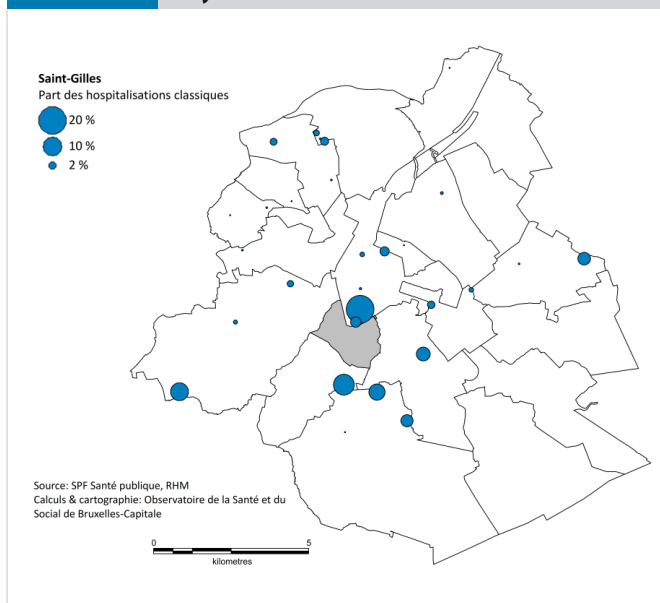 Saint-Gilles
Part des hospitalisations classiques
20 %
10 %
2 %
Source: SPF Santé publique, RHM
Calculs & cartographie: Observatoire de la Santé et du
Social de Bruxelles-Capitale
0 5
kilometres